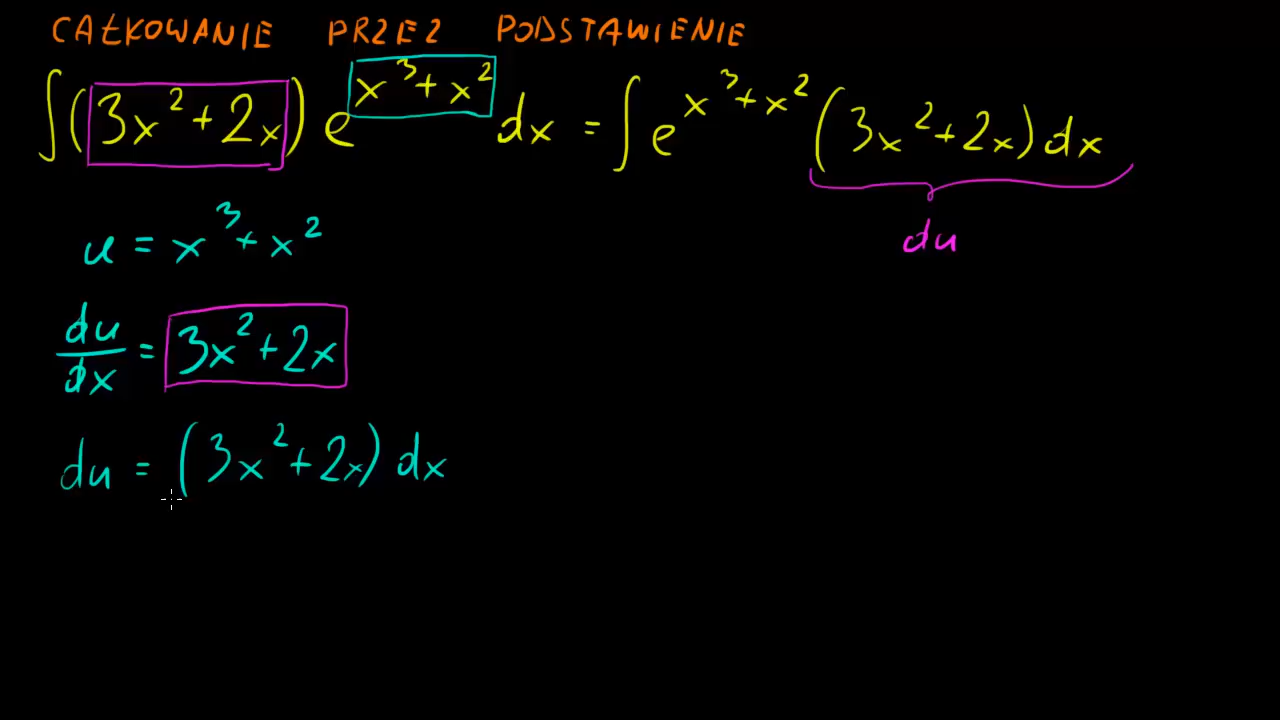 CAŁKOWANIE PRZEZ PODSTAWIENIE
∫(3x²+2x) e^(x³+x²) dx = ∫e^(x³+x²) (3x²+2x)dx
du
u = x³+x²
du/dx = 3x²+2x
du = (3x²+2x) dx